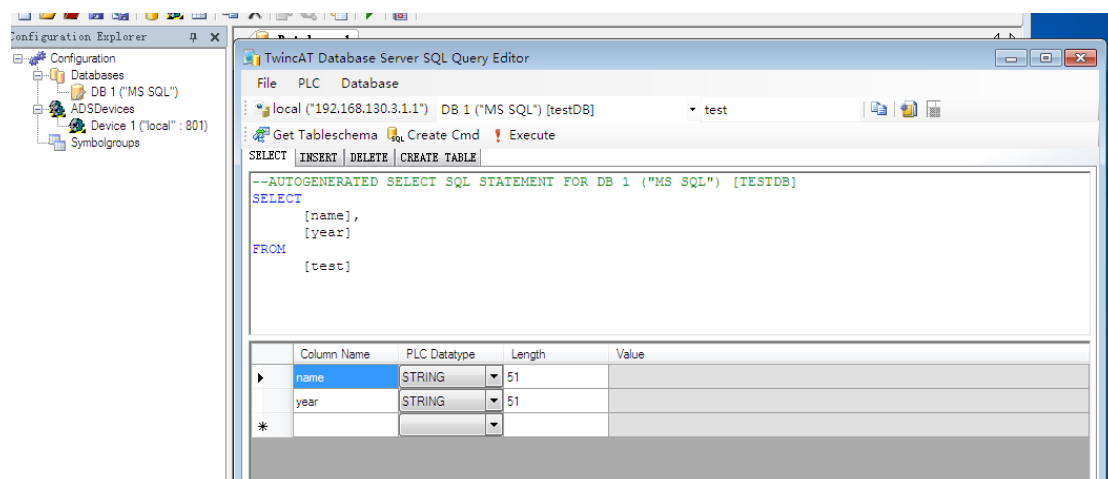 Configuration Explorer
Configuration
Databases
DB 1 ("MS SQL")
ADSDevices
Device 1 ("local" : 801)
Symbolgroups
TwinCAT Database Server SQL Query Editor
File PLC Database
local ("192.168.130.3.1.1") DB 1 ("MS SQL") [testDB] test
Get Tableschema Create Cmd Execute
SELECT INSERT DELETE CREATE TABLE
--AUTOGENERATED SELECT SQL STATEMENT FOR DB 1 ("MS SQL") [TESTDB]
SELECT
[name],
[year]
FROM
[test]
Column Name PLC Datatype Length Value
name STRING 51
year STRING 51